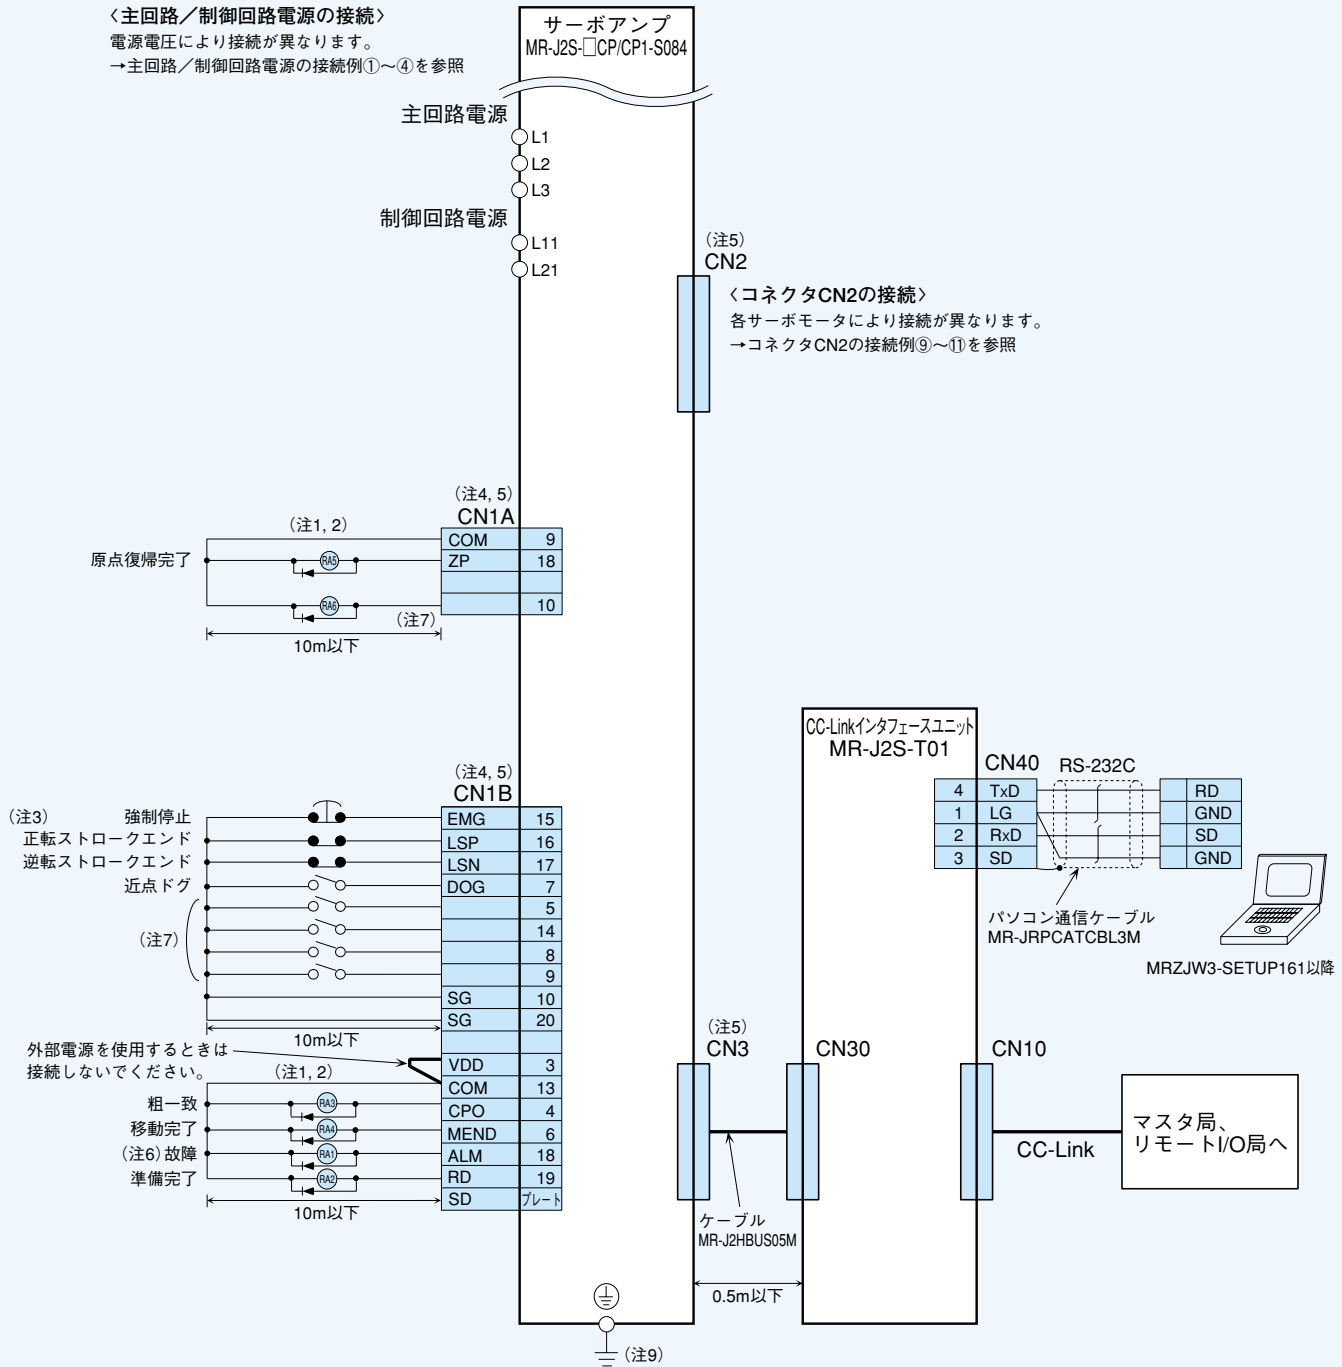 〈主回路／制御回路電源の接続〉
電源電圧により接続が異なります。
→主回路／制御回路電源の接続例①〜④を参照
サーボアンプ
MR-J2S-□CP/CP1-S084
主回路電源
L1
L2
L3
制御回路電源
L11
L21
（注5）
CN2
〈コネクタCN2の接続〉
各サーボモータにより接続が異なります。
→コネクタCN2の接続例⑨〜⑪を参照
（注4, 5）
CN1A
（注1, 2）
COM 9
原点復帰完了 RA5 ZP 18
RA6 10
（注7）
10m以下
（注4, 5）
CN1B
（注3） 強制停止 EMG 15
正転ストロークエンド LSP 16
逆転ストロークエンド LSN 17
近点ドグ DOG 7
5
（注7） 14
8
9
SG 10
SG 20
10m以下
外部電源を使用するときは
接続しないでください。
VDD 3
（注1, 2）
COM 13
粗一致 RA3 CPO 4
移動完了 RA4 MEND 6
（注6）故障 RA1 ALM 18
準備完了 RA2 RD 19
SD プレート
10m以下
（注9）
（注5）
CN3
ケーブル
MR-J2HBUS05M
0.5m以下
CC-Linkインタフェースユニット
MR-J2S-T01
CN30
CN40 RS-232C
4 TxD RD
1 LG GND
2 RxD SD
3 SD GND
パソコン通信ケーブル
MR-JRPCATCBL3M
MRZJW3-SETUP161以降
CN10
CC-Link
マスタ局、
リモートI/O局へ